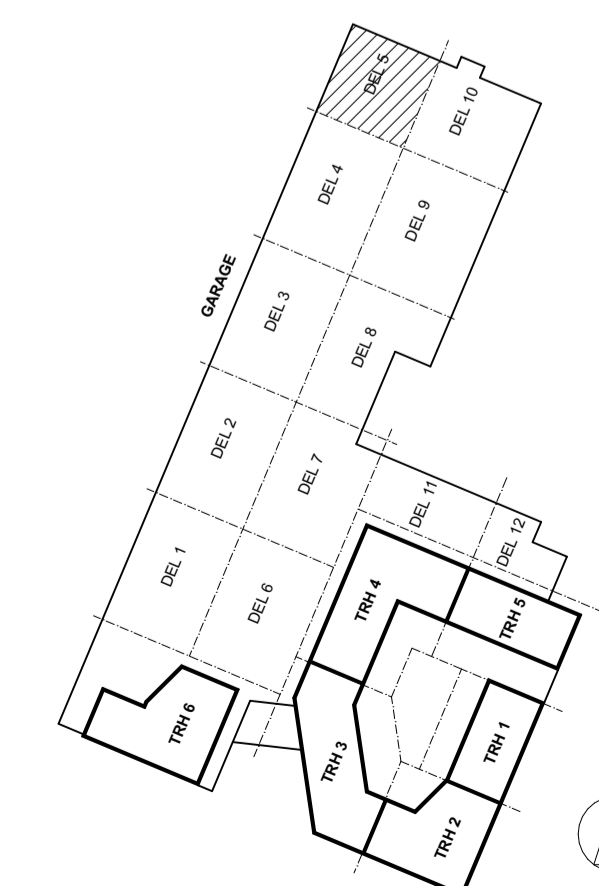 DEL 5
DEL 10
DEL 4
DEL 9
GARAGE
DEL 3
DEL 8
DEL 2
DEL 7
DEL 11
DEL 12
DEL 1
DEL 6
TRH 4
TRH 5
TRH 6
TRH 3
TRH 1
TRH 2